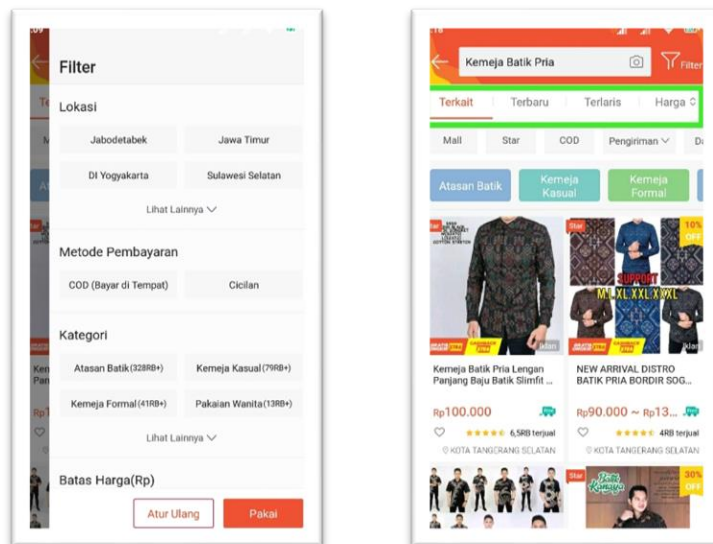 :09
Filter
Lokasi
Jabodetabek
Jawa Timur
DI Yogyakarta
Sulawesi Selatan
Lihat Lainnya
Metode Pembayaran
COD (Bayar di Tempat)
Cicilan
Kategori
Atasan Batik(328RB+)
Kemeja Kasual(79RB+)
Kemeja Formal(41RB+)
Pakaian Wanita(13RB+)
Lihat Lainnya
Batas Harga(Rp)
Atur Ulang
Pakai
:18
Kemeja Batik Pria
Filter
Terkait
Terbaru
Terlaris
Harga
Mall
Star
COD
Pengiriman
Atasan Batik
Kemeja Kasual
Kemeja Formal
Star
10% OFF
SUPPORT
M.L.XL.XXL.XXXL
Iklan
Iklan
Kemeja Batik Pria Lengan
Panjang Baju Batik Slimfit ...
NEW ARRIVAL DISTRO
BATIK PRIA BORDIR SOG...
Rp100.000
Rp90.000 ~ Rp13...
6,5RB terjual
4RB terjual
KOTA TANGERANG SELATAN
KOTA TANGERANG SELATAN
Star
30% OFF
Batik Kanaya